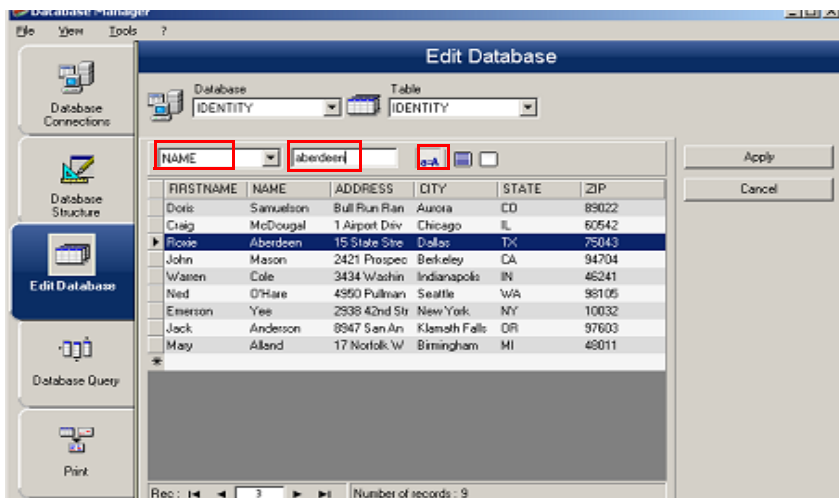 Database Manager
File View Tools ?
Edit Database
Database Connections
Database Structure
Edit Database
Database Query
Print
Database Table
IDENTITY IDENTITY
NAME aberdeen a=A
Apply
Cancel
FIRSTNAME NAME ADDRESS CITY STATE ZIP
Doris Samuelson Bull Run Ran Aurora CO 89022
Craig McDougal 1 Airport Driv Chicago IL 60542
Roxie Aberdeen 15 State Stre Dallas TX 75043
John Mason 2421 Prospec Berkeley CA 94704
Warren Cole 3434 Washin Indianapolis IN 46241
Ned O'Hare 4950 Pullman Seattle WA 98105
Emerson Yee 2938 42nd Str New York NY 10032
Jack Anderson 8947 San An Klamath Falls OR 97603
Mary Alland 17 Norfolk W Birmingham MI 48011
Rec : 3 Number of records : 9